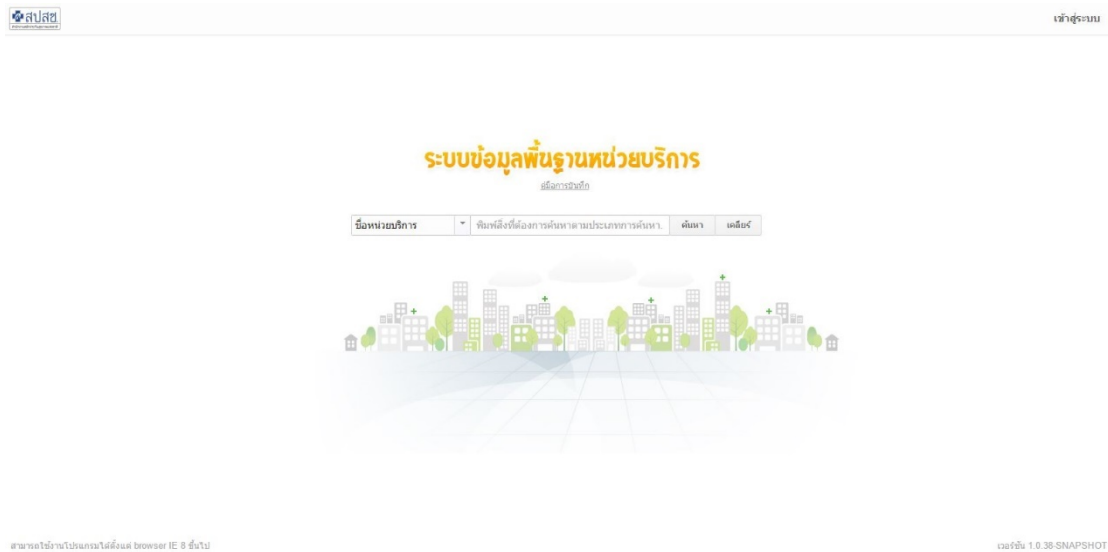 สปสช
เข้าสู่ระบบ
ระบบข้อมูลพื้นฐานหน่วยบริการ
คู่มือการบันทึก
ชื่อหน่วยบริการ พิมพ์สิ่งที่ต้องการค้นหาตามประเภทการค้นหา. ค้นหา เคลียร์
สามารถใช้งานโปรแกรมได้ตั้งแต่ browser IE 8 ขึ้นไป
เวอร์ชัน 1.0.38-SNAPSHOT